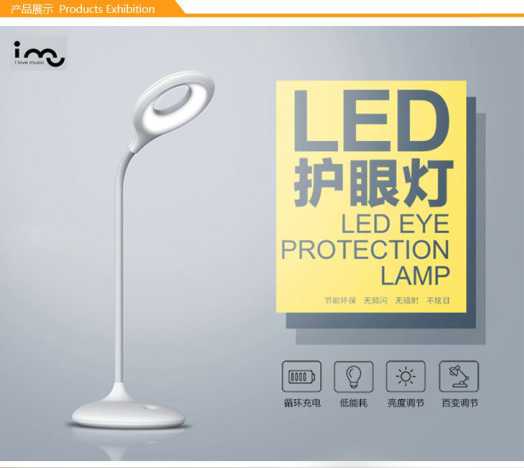 产品展示 Products Exhibition
imu
I love music
LED
护眼灯
LED EYE
PROTECTION
LAMP
节能环保 无频闪 无辐射 不炫目
循环充电 低能耗 亮度调节 百变调节